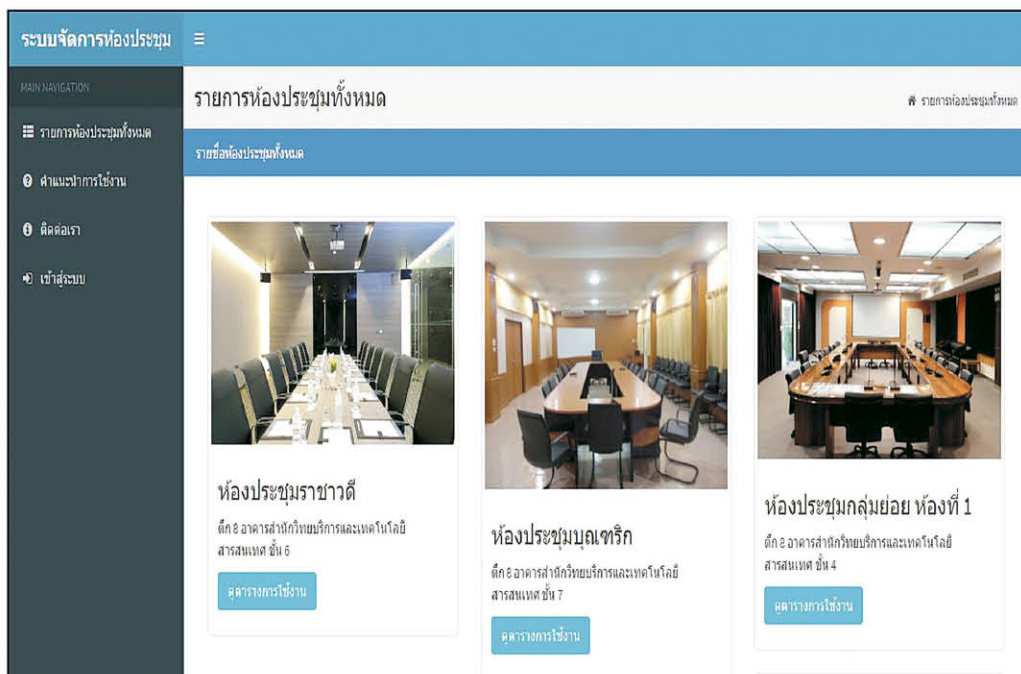 ระบบจัดการห้องประชุม
MAIN NAVIGATION
รายการห้องประชุมทั้งหมด
คำแนะนำการใช้งาน
ติดต่อเรา
เข้าสู่ระบบ
รายการห้องประชุมทั้งหมด
รายการห้องประชุมทั้งหมด
รายชื่อห้องประชุมทั้งหมด
ห้องประชุมราชาวดี
ตึก 8 อาคารสำนักวิทยบริการและเทคโนโลยี
สารสนเทศ ชั้น 6
ดูตารางการใช้งาน
ห้องประชุมบุณฑริก
ตึก 8 อาคารสำนักวิทยบริการและเทคโนโลยี
สารสนเทศ ชั้น 7
ดูตารางการใช้งาน
ห้องประชุมกลุ่มย่อย ห้องที่ 1
ตึก 8 อาคารสำนักวิทยบริการและเทคโนโลยี
สารสนเทศ ชั้น 4
ดูตารางการใช้งาน